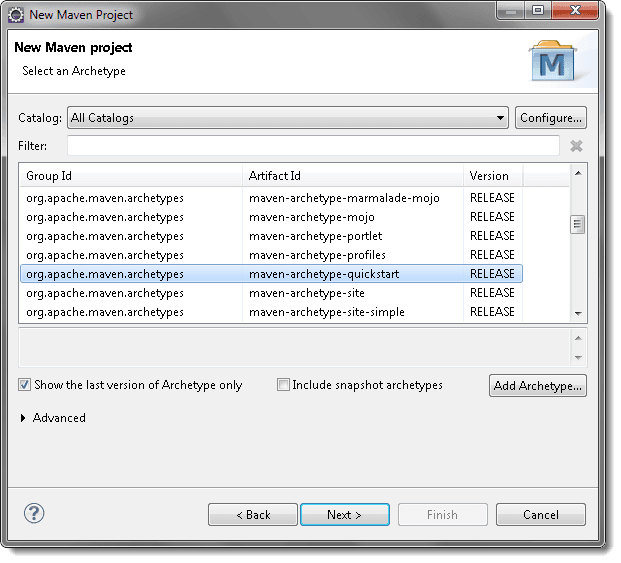 New Maven Project
New Maven project
Select an Archetype
M
Catalog: All Catalogs Configure...
Filter:
Group Id Artifact Id Version
org.apache.maven.archetypes maven-archetype-marmalade-mojo RELEASE
org.apache.maven.archetypes maven-archetype-mojo RELEASE
org.apache.maven.archetypes maven-archetype-portlet RELEASE
org.apache.maven.archetypes maven-archetype-profiles RELEASE
org.apache.maven.archetypes maven-archetype-quickstart RELEASE
org.apache.maven.archetypes maven-archetype-site RELEASE
org.apache.maven.archetypes maven-archetype-site-simple RELEASE
Show the last version of Archetype only Include snapshot archetypes Add Archetype...
Advanced
? < Back Next > Finish Cancel